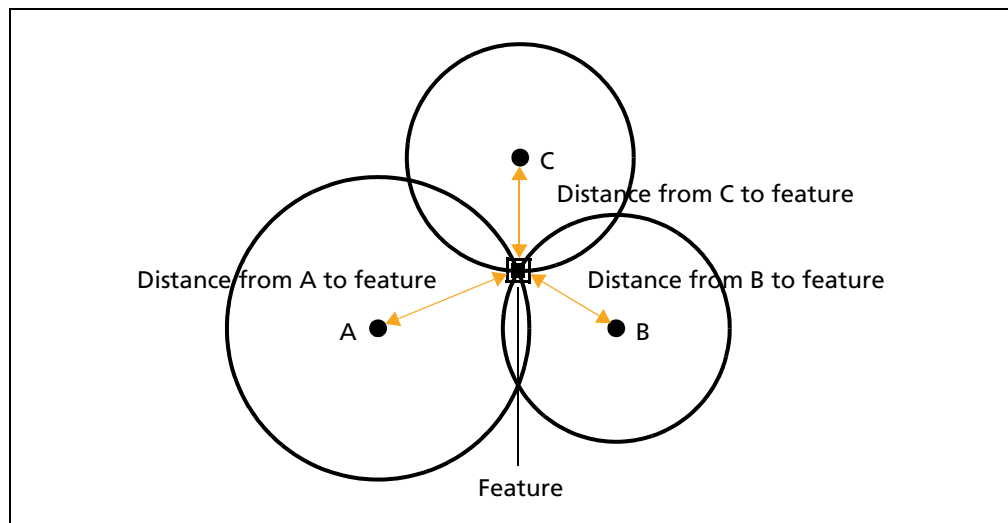 C
Distance from C to feature
Distance from A to feature
Distance from B to feature
A
B
Feature